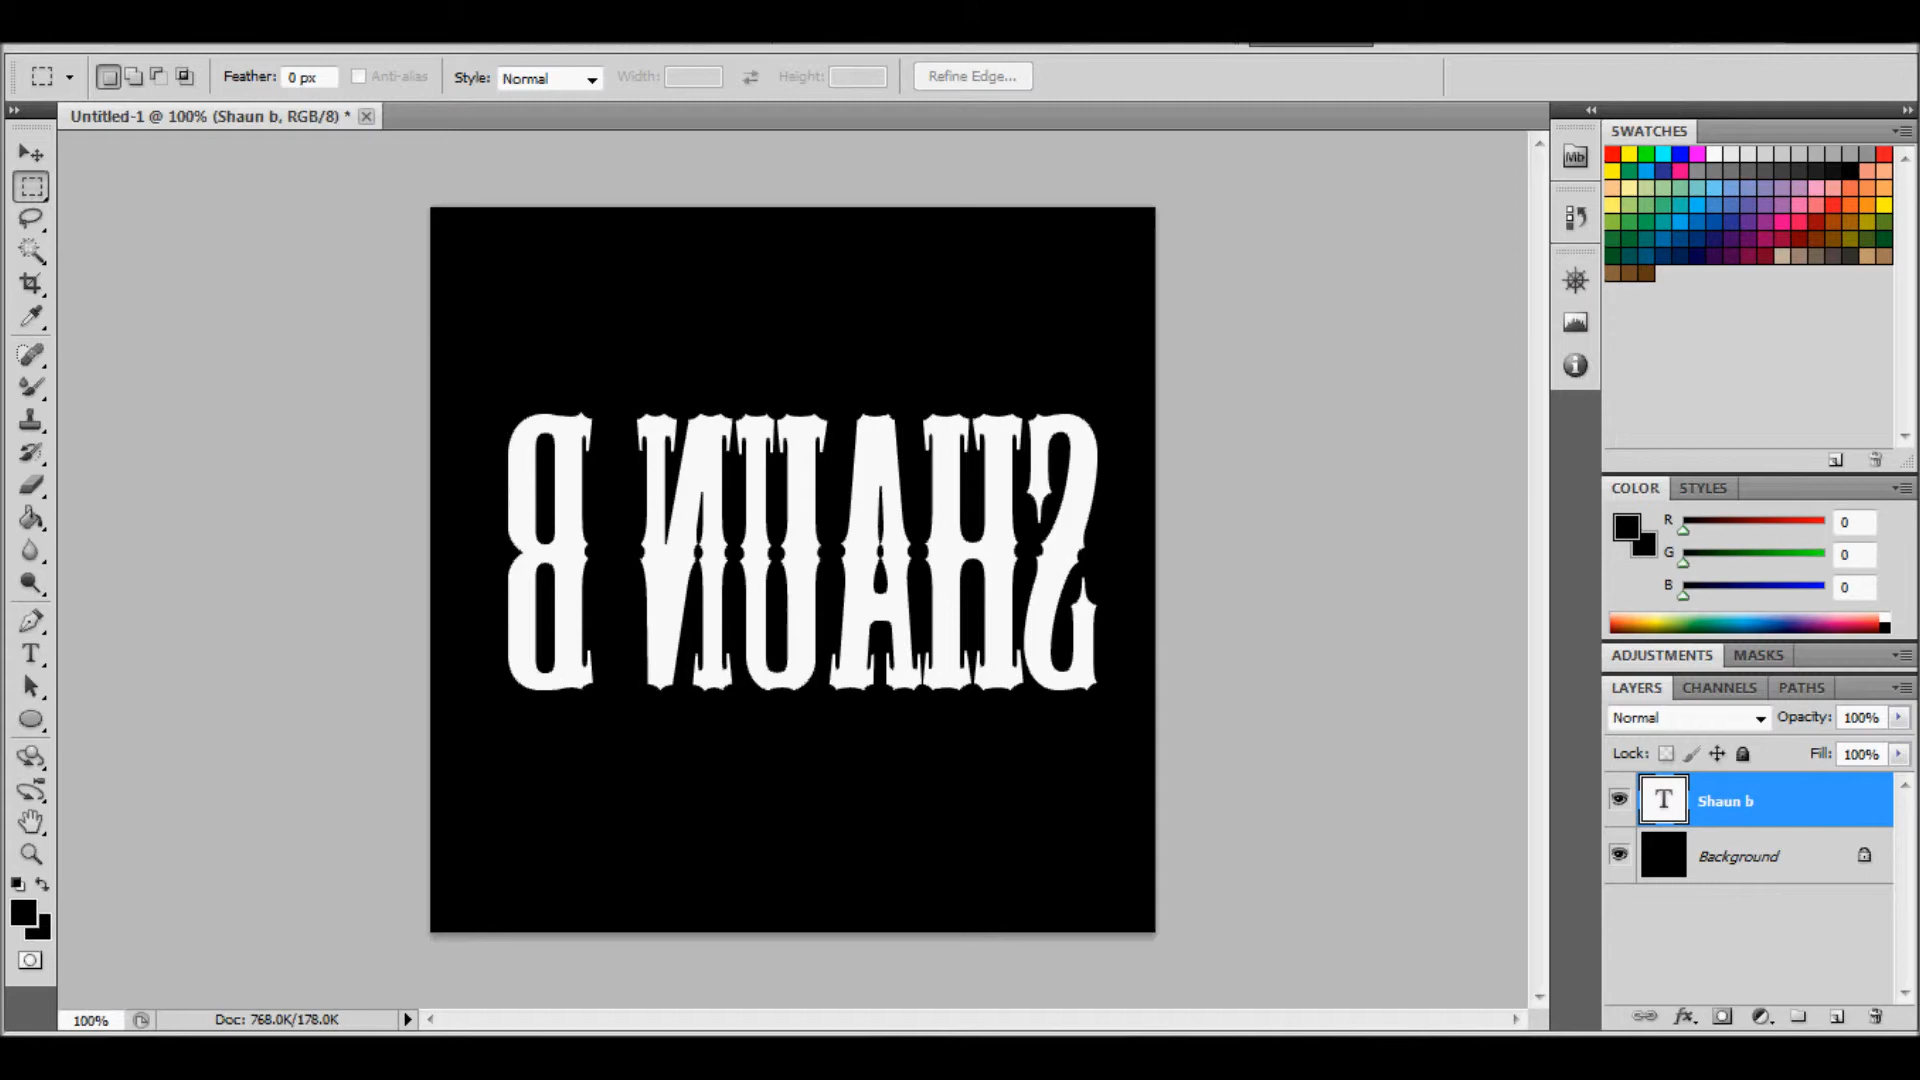 Feather: 0 px Anti-alias Style: Normal Width: Height: Refine Edge...
Untitled-1 @ 100% (Shaun b, RGB/8) *
SWATCHES
Mb
SHAUN B
COLOR STYLES
R 0
G 0
B 0
ADJUSTMENTS MASKS
LAYERS CHANNELS PATHS
Normal Opacity: 100%
Lock: Fill: 100%
T Shaun b
Background
100% Doc: 768.0K/178.0K
fx